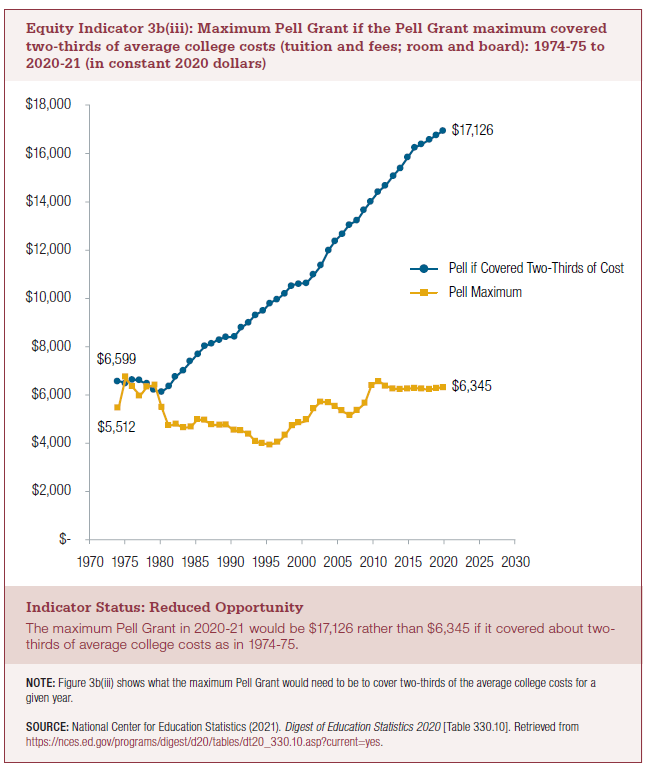 Equity Indicator 3b(iii): Maximum Pell Grant if the Pell Grant maximum covered
two-thirds of average college costs (tuition and fees; room and board): 1974-75 to
2020-21 (in constant 2020 dollars)
$18,000
$17,126
$16,000
$14,000
$12,000
Pell if Covered Two-Thirds of Cost
Pell Maximum
$10,000
$8,000
$6,599
$6,000
$6,345
$5,512
$4,000
$2,000
$-
1970 1975 1980 1985 1990 1995 2000 2005 2010 2015 2020 2025 2030
Indicator Status: Reduced Opportunity
The maximum Pell Grant in 2020-21 would be $17,126 rather than $6,345 if it covered about two-
thirds of average college costs as in 1974-75.
NOTE: Figure 3b(iii) shows what the maximum Pell Grant would need to be to cover two-thirds of the average college costs for a
given year.
SOURCE: National Center for Education Statistics (2021). Digest of Education Statistics 2020 [Table 330.10]. Retrieved from
https://nces.ed.gov/programs/digest/d20/tables/dt20_330.10.asp?current=yes.